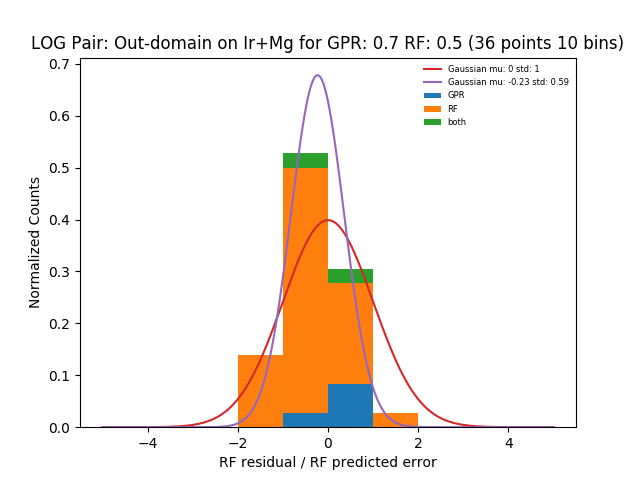 LOG Pair: Out-domain on Ir+Mg for GPR: 0.7 RF: 0.5 (36 points 10 bins)
Normalized Counts
0.7
0.6
0.5
0.4
0.3
0.2
0.1
0.0
Gaussian mu: 0 std: 1
Gaussian mu: -0.23 std: 0.59
GPR
RF
both
−4 −2 0 2 4
RF residual / RF predicted error